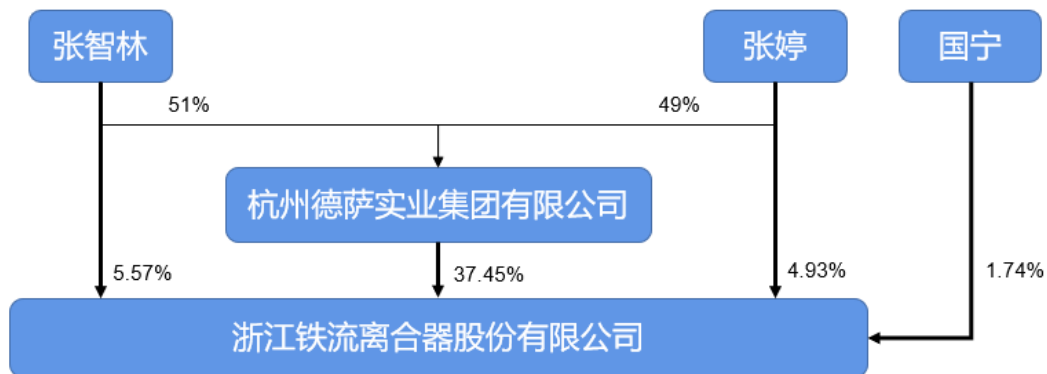 张智林
张婷
国宁
51%
49%
杭州德萨实业集团有限公司
5.57%
37.45%
4.93%
1.74%
浙江铁流离合器股份有限公司